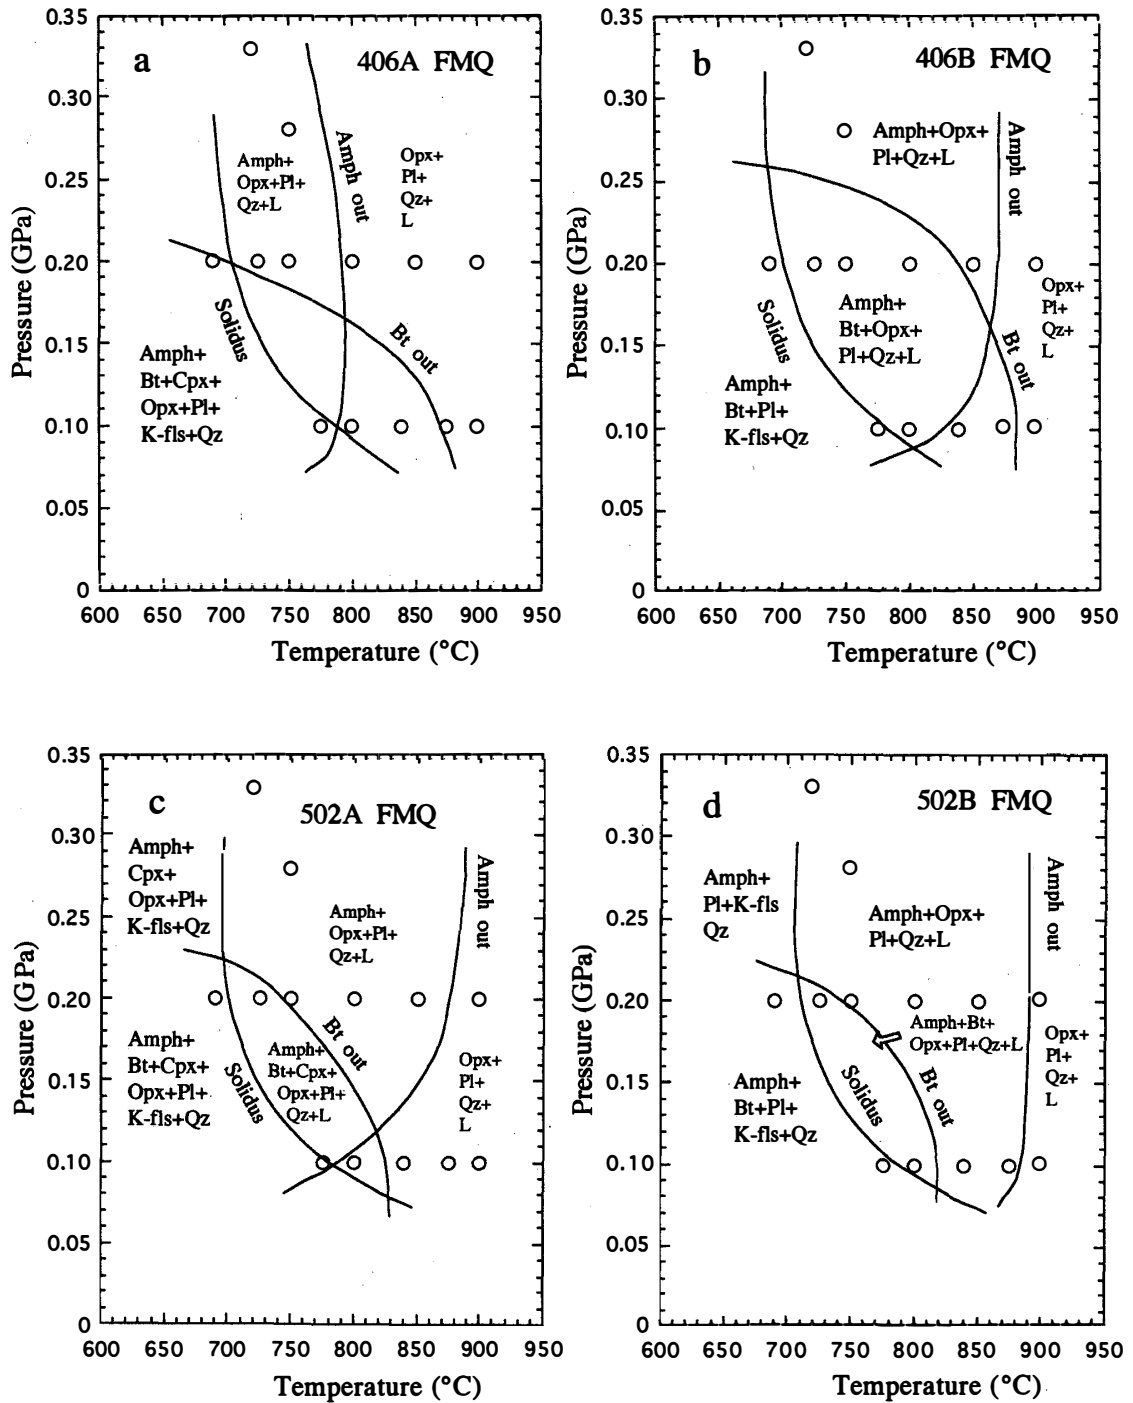 a
406A FMQ
0.35
0.30
0.25
0.20
0.15
0.10
0.05
0
Pressure (GPa)
Amph+
Opx+Pl+
Qz+L
Amph out
Opx+
Pl+
Qz+
L
Solidus
Bt out
Amph+
Bt+Cpx+
Opx+Pl+
K-fls+Qz
600 650 700 750 800 850 900 950
Temperature (°C)
b
406B FMQ
0.35
0.30
0.25
0.20
0.15
0.10
0.05
0
Pressure (GPa)
Amph+Opx+
Pl+Qz+L
Amph out
Opx+
Pl+
Qz+
L
Amph+
Bt+Opx+
Pl+Qz+L
Solidus
Bt out
Amph+
Bt+Pl+
K-fls+Qz
600 650 700 750 800 850 900 950
Temperature (°C)
c
502A FMQ
0.35
0.30
0.25
0.20
0.15
0.10
0.05
0
Pressure (GPa)
Amph+
Cpx+
Opx+Pl+
K-fls+Qz
Amph+
Opx+Pl+
Qz+L
Amph out
Bt out
Amph+
Bt+Cpx+
Opx+Pl+
K-fls+Qz
Solidus
Amph+
Bt+Cpx+
Opx+Pl+
Qz+L
Opx+
Pl+
Qz+
L
600 650 700 750 800 850 900 950
Temperature (°C)
d
502B FMQ
0.35
0.30
0.25
0.20
0.15
0.10
0.05
0
Pressure (GPa)
Amph+
Pl+K-fls
Qz
Amph+Opx+
Pl+Qz+L
Amph out
Amph+Bt+
Opx+Pl+Qz+L
Opx+
Pl+
Qz+
L
Amph+
Bt+Pl+
K-fls+Qz
Solidus
Bt out
600 650 700 750 800 850 900 950
Temperature (°C)